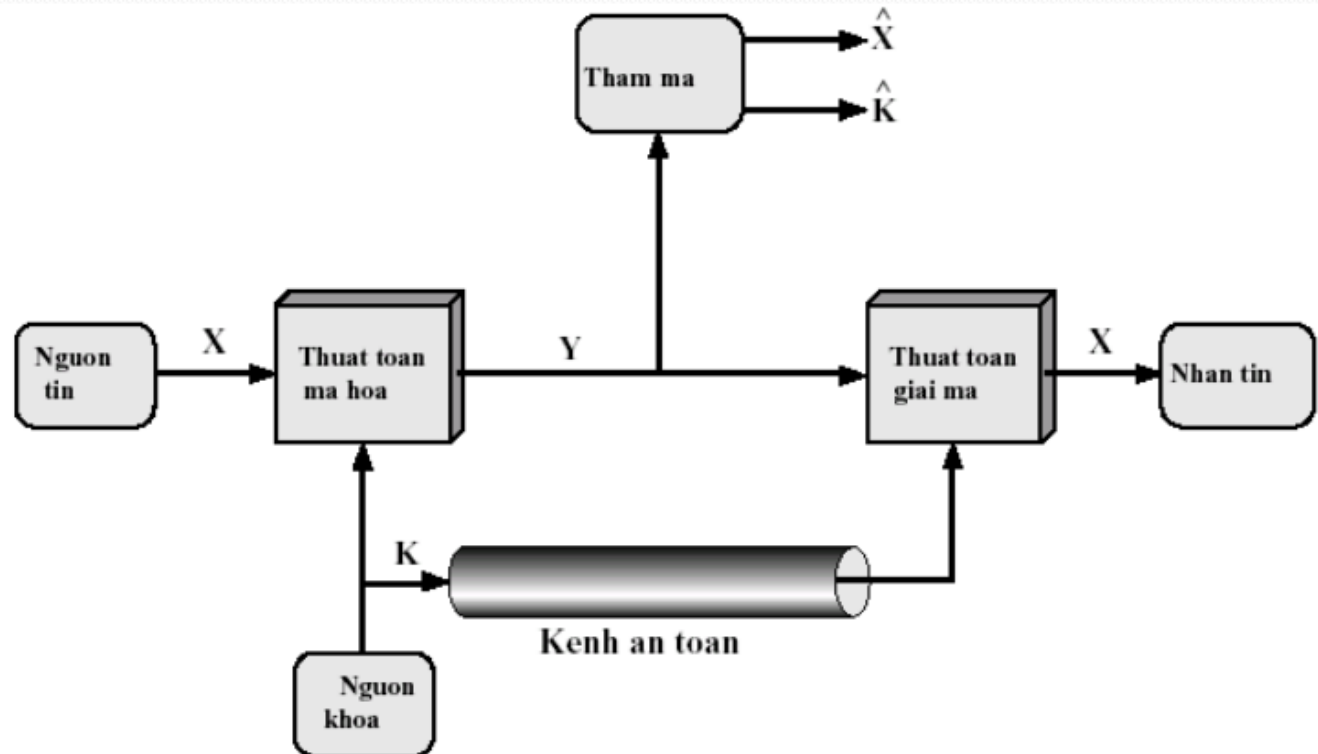 X̂
Tham ma
K̂
Nguon
tin
X
Thuat toan
ma hoa
Y
Thuat toan
giai ma
X
Nhan tin
K
Kenh an toan
Nguon
khoa